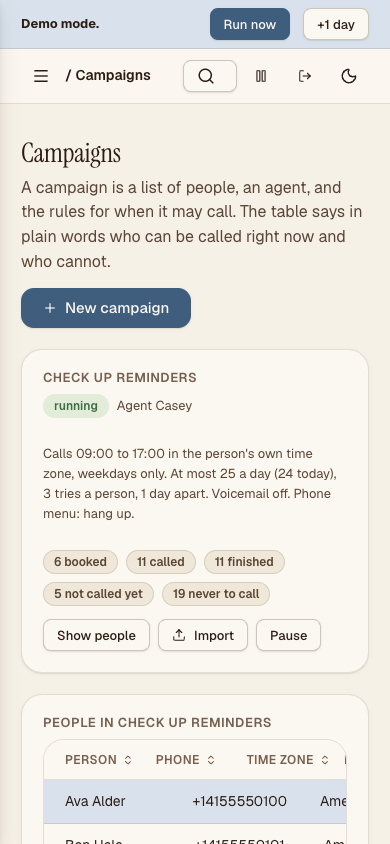 Demo mode.
Run now
+1 day
/ Campaigns
Campaigns
A campaign is a list of people, an agent, and
the rules for when it may call. The table says in
plain words who can be called right now and
who cannot.
+ New campaign
CHECK UP REMINDERS
running
Agent Casey
Calls 09:00 to 17:00 in the person's own time
zone, weekdays only. At most 25 a day (24 today),
3 tries a person, 1 day apart. Voicemail off. Phone
menu: hang up.
6 booked
11 called
11 finished
5 not called yet
19 never to call
Show people
Import
Pause
PEOPLE IN CHECK UP REMINDERS
PERSON
PHONE
TIME ZONE
Ava Alder
+14155550100
Ame